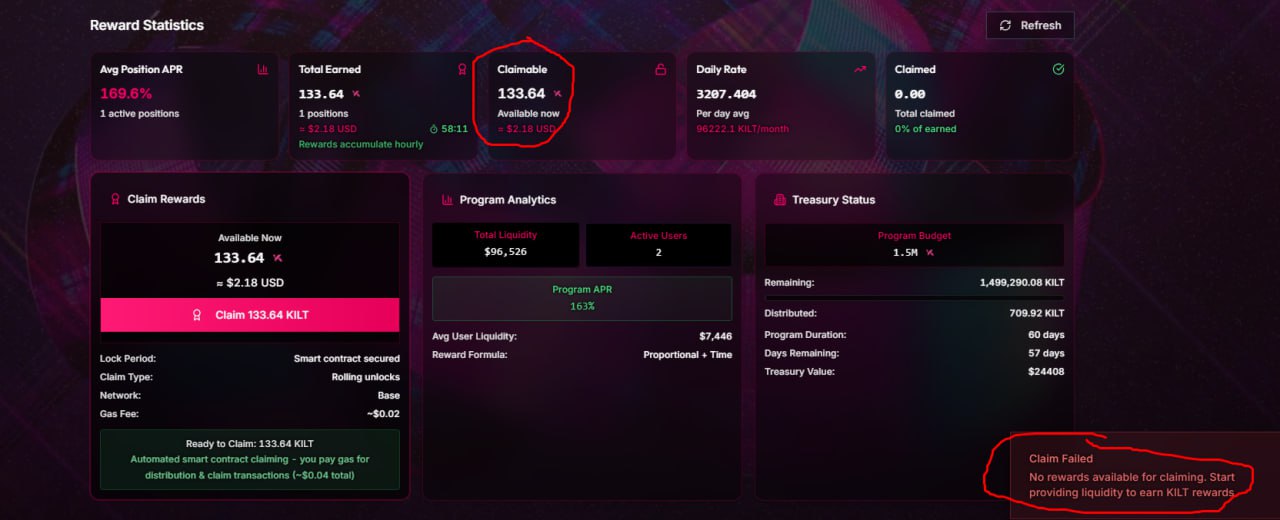 Reward Statistics
Refresh
Avg Position APR
169.6%
1 active positions
Total Earned
133.64
1 positions
≈ $2.18 USD
58:11
Rewards accumulate hourly
Claimable
133.64
Available now
≈ $2.18 USD
Daily Rate
3207.404
Per day avg
96222.1 KILT/month
Claimed
0.00
Total claimed
0% of earned
Claim Rewards
Available Now
133.64
≈ $2.18 USD
Claim 133.64 KILT
Lock Period: Smart contract secured
Claim Type: Rolling unlocks
Network: Base
Gas Fee: ~$0.02
Ready to Claim: 133.64 KILT
Automated smart contract claiming - you pay gas for
distribution & claim transactions (~$0.04 total)
Program Analytics
Total Liquidity
$96,526
Active Users
2
Program APR
163%
Avg User Liquidity: $7,446
Reward Formula: Proportional + Time
Treasury Status
Program Budget
1.5M
Remaining: 1,499,290.08 KILT
Distributed: 709.92 KILT
Program Duration: 60 days
Days Remaining: 57 days
Treasury Value: $24408
Claim Failed
No rewards available for claiming. Start
providing liquidity to earn KILT rewards.